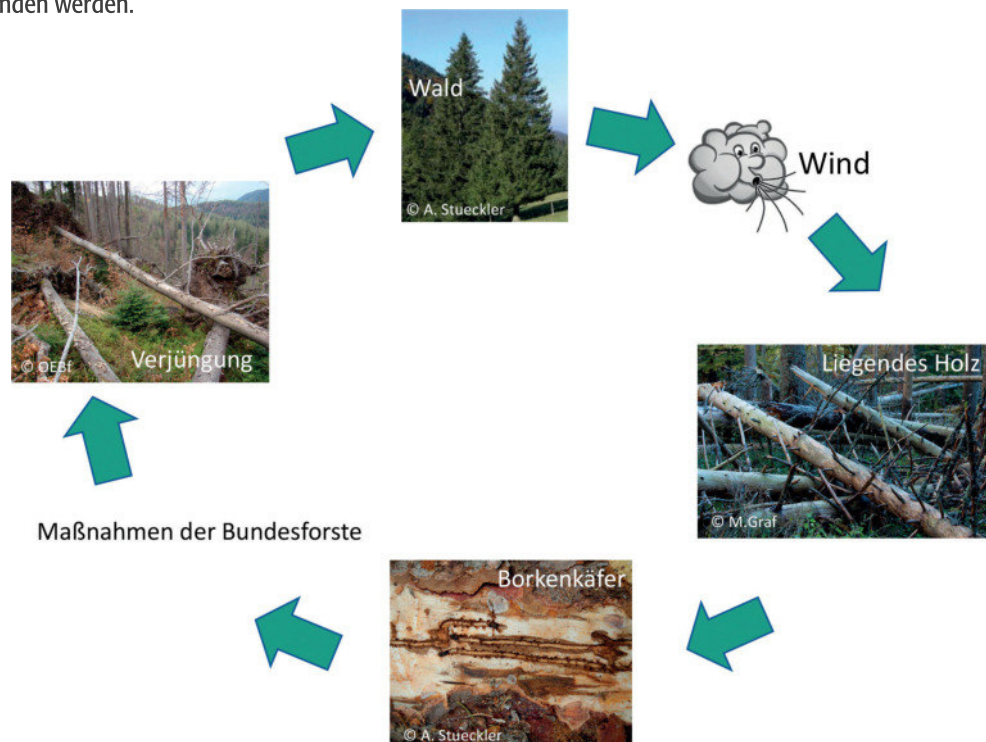 nden werden.
Wald
© A. Stueckler
Wind
Liegendes Holz
© M.Graf
Borkenkäfer
© A. Stueckler
Maßnahmen der Bundesforste
Verjüngung
© OEBf